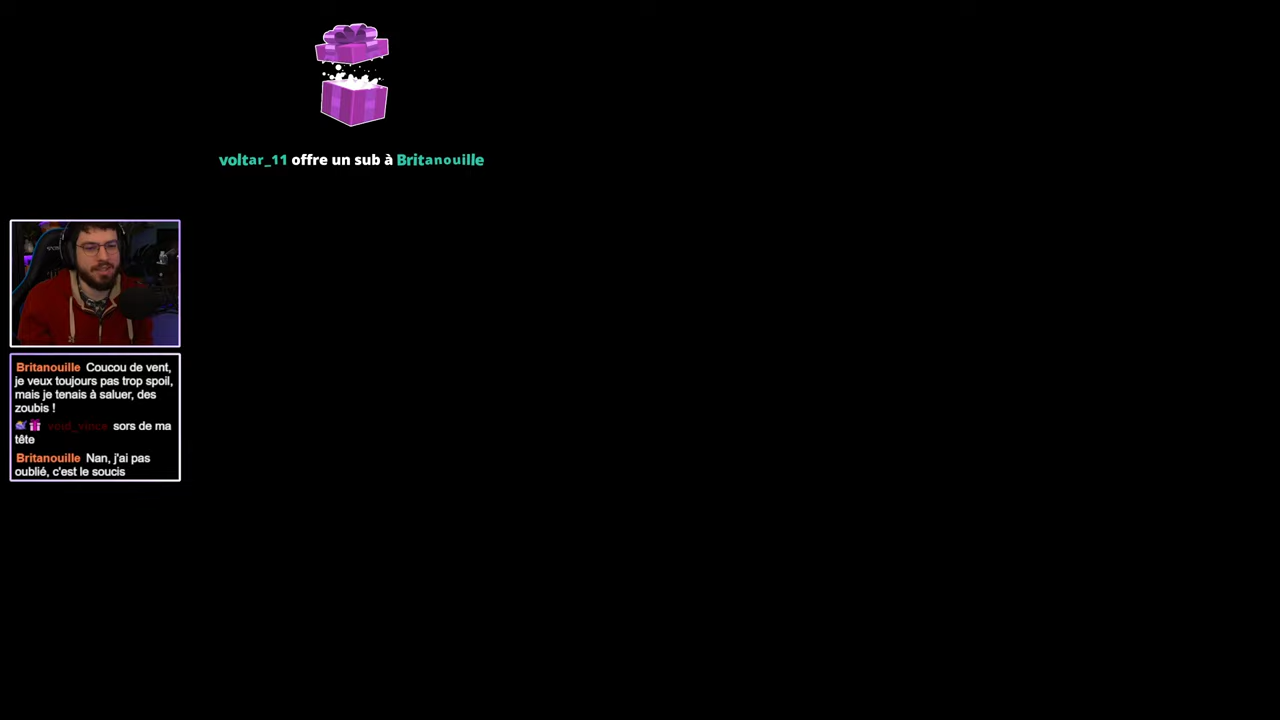 voltar_11 offre un sub à Britanouille
Britanouille Coucou de vent,
je veux toujours pas trop spoil,
mais je tenais à saluer, des
zoubis !
void_vince sors de ma
tête
Britanouille Nan, j'ai pas
oublié, c'est le soucis